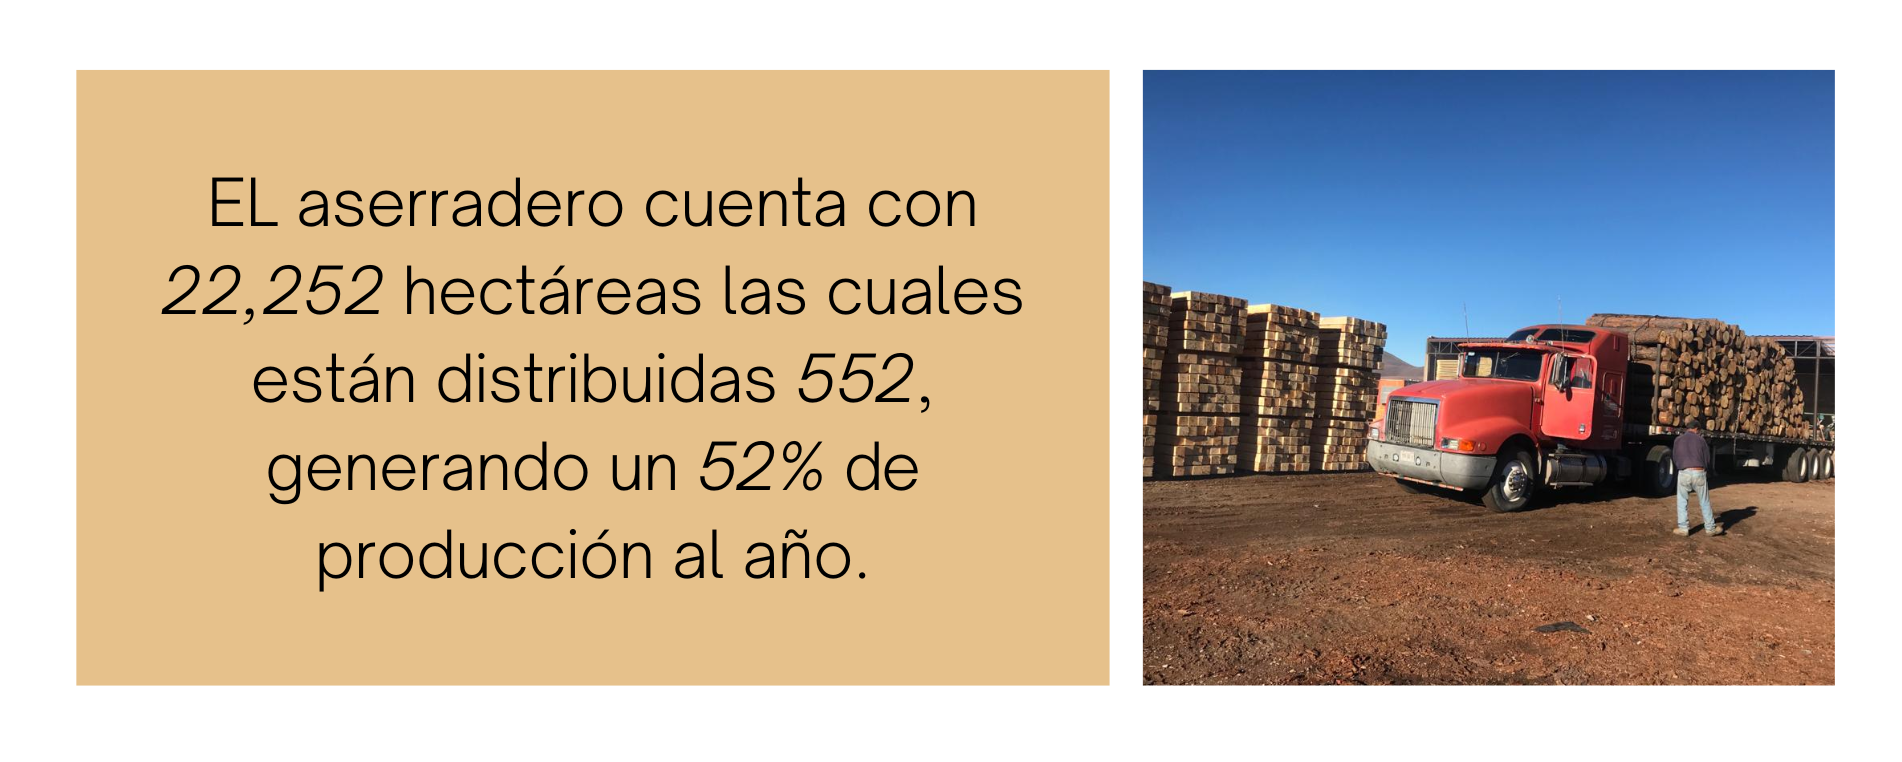 EL aserradero cuenta con
22,252 hectáreas las cuales
están distribuidas 552,
generando un 52% de
producción al año.